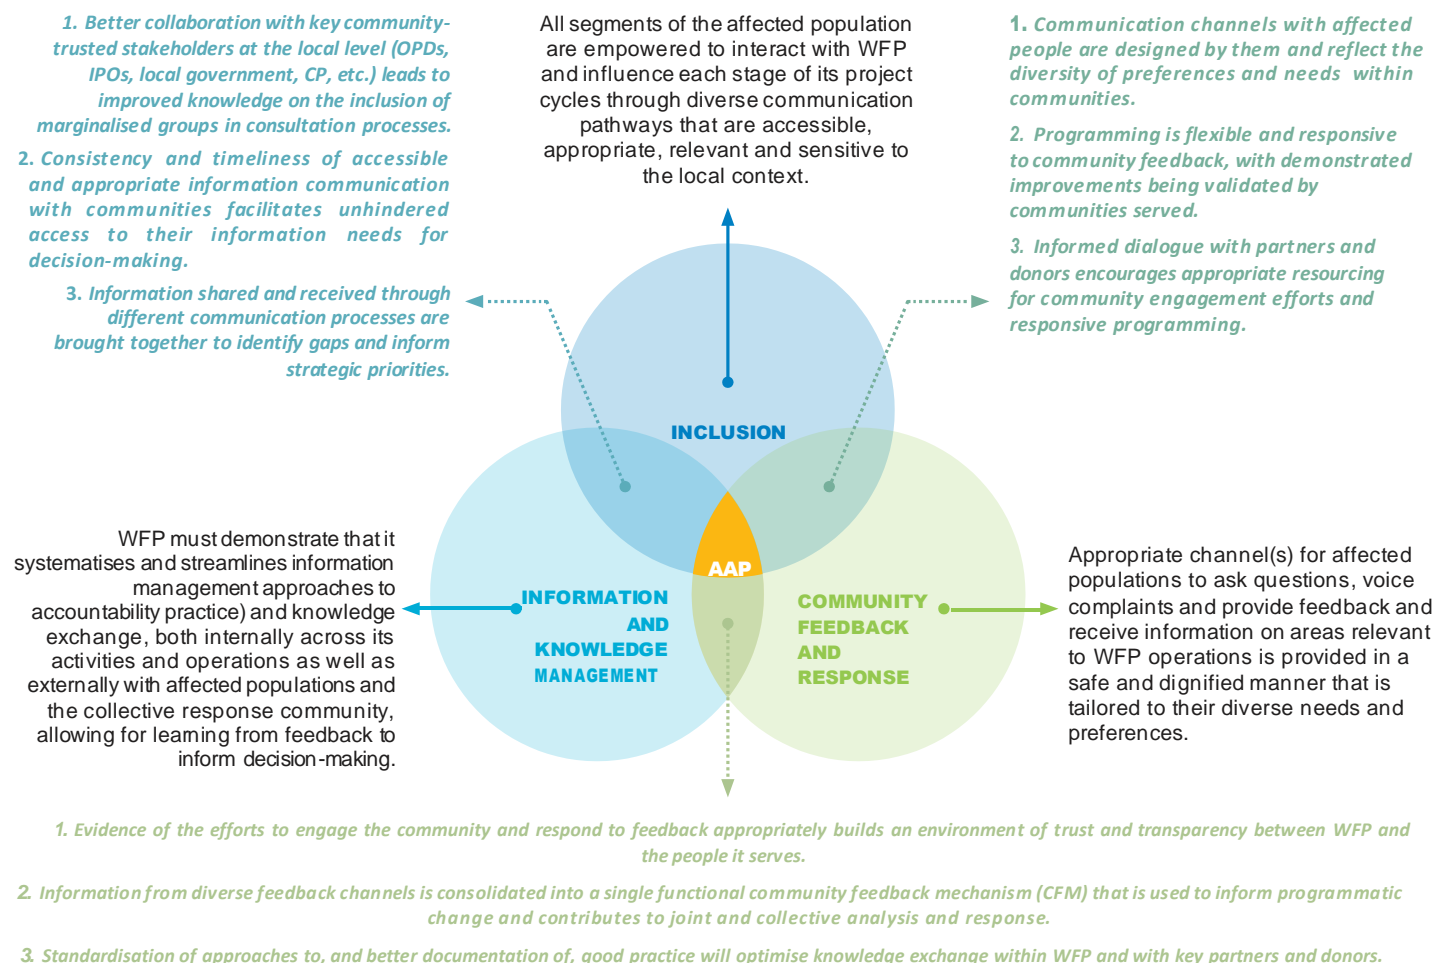 1. Better collaboration with key community-
trusted stakeholders at the local level (OPDs,
IPOs, local government, CP, etc.) leads to
improved knowledge on the inclusion of
marginalised groups in consultation processes.
2. Consistency and timeliness of accessible
and appropriate information communication
with communities facilitates unhindered
access to their information needs for
decision-making.
3. Information shared and received through
different communication processes are
brought together to identify gaps and inform
strategic priorities.
All segments of the affected population
are empowered to interact with WFP
and influence each stage of its project
cycles through diverse communication
pathways that are accessible,
appropriate, relevant and sensitive to
the local context.
1. Communication channels with affected
people are designed by them and reflect the
diversity of preferences and needs within
communities.
2. Programming is flexible and responsive
to community feedback, with demonstrated
improvements being validated by
communities served.
3. Informed dialogue with partners and
donors encourages appropriate resourcing
for community engagement efforts and
responsive programming.
INCLUSION
AAP
INFORMATION
AND
KNOWLEDGE
MANAGEMENT
COMMUNITY
FEEDBACK
AND
RESPONSE
WFP must demonstrate that it
systematises and streamlines information
management approaches to
accountability practice) and knowledge
exchange, both internally across its
activities and operations as well as
externally with affected populations and
the collective response community,
allowing for learning from feedback to
inform decision-making.
Appropriate channel(s) for affected
populations to ask questions, voice
complaints and provide feedback and
receive information on areas relevant
to WFP operations is provided in a
safe and dignified manner that is
tailored to their diverse needs and
preferences.
1. Evidence of the efforts to engage the community and respond to feedback appropriately builds an environment of trust and transparency between WFP and
the people it serves.
2. Information from diverse feedback channels is consolidated into a single functional community feedback mechanism (CFM) that is used to inform programmatic
change and contributes to joint and collective analysis and response.
3. Standardisation of approaches to, and better documentation of, good practice will optimise knowledge exchange within WFP and with key partners and donors.